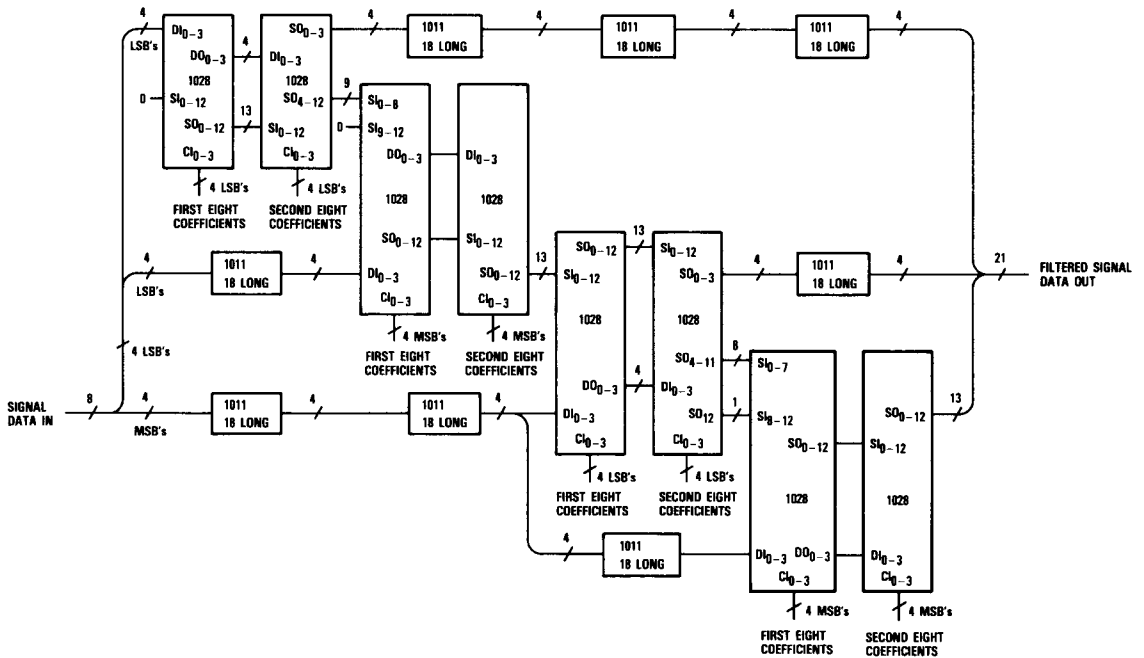 4
LSB's
DI0–3
DO0–3
1028
0
SI0–12
SO0–12
CI0–3
4 LSB's
FIRST EIGHT
COEFFICIENTS
4
13
SO0–3
DI0–3
1028
SO4–12
SI0–12
CI0–3
4 LSB's
SECOND EIGHT
COEFFICIENTS
4
1011
18 LONG
4
1011
18 LONG
4
1011
18 LONG
4
9
0
SI0–8
SI9–12
DO0–3
1028
SO0–12
DI0–3
CI0–3
4 MSB's
FIRST EIGHT
COEFFICIENTS
DI0–3
1028
SI0–12
SO0–12
CI0–3
4 MSB's
SECOND EIGHT
COEFFICIENTS
4
LSB's
1011
18 LONG
4
4 LSB's
13
SO0–12
SI0–12
1028
DO0–3
DI0–3
CI0–3
4 LSB's
FIRST EIGHT
COEFFICIENTS
13
4
SI0–12
SO0–3
1028
SO4–11
DI0–3
SO12
CI0–3
4 LSB's
SECOND EIGHT
COEFFICIENTS
4
1011
18 LONG
4
21
FILTERED SIGNAL
DATA OUT
8
1
SIGNAL
DATA IN
8
4
MSB's
1011
18 LONG
4
1011
18 LONG
4
4
1011
18 LONG
SI0–7
SI8–12
SO0–12
1028
DI0–3 DO0–3
CI0–3
4 MSB's
FIRST EIGHT
COEFFICIENTS
SO0–12
SI0–12
1028
DI0–3
CI0–3
4 MSB's
SECOND EIGHT
COEFFICIENTS
13